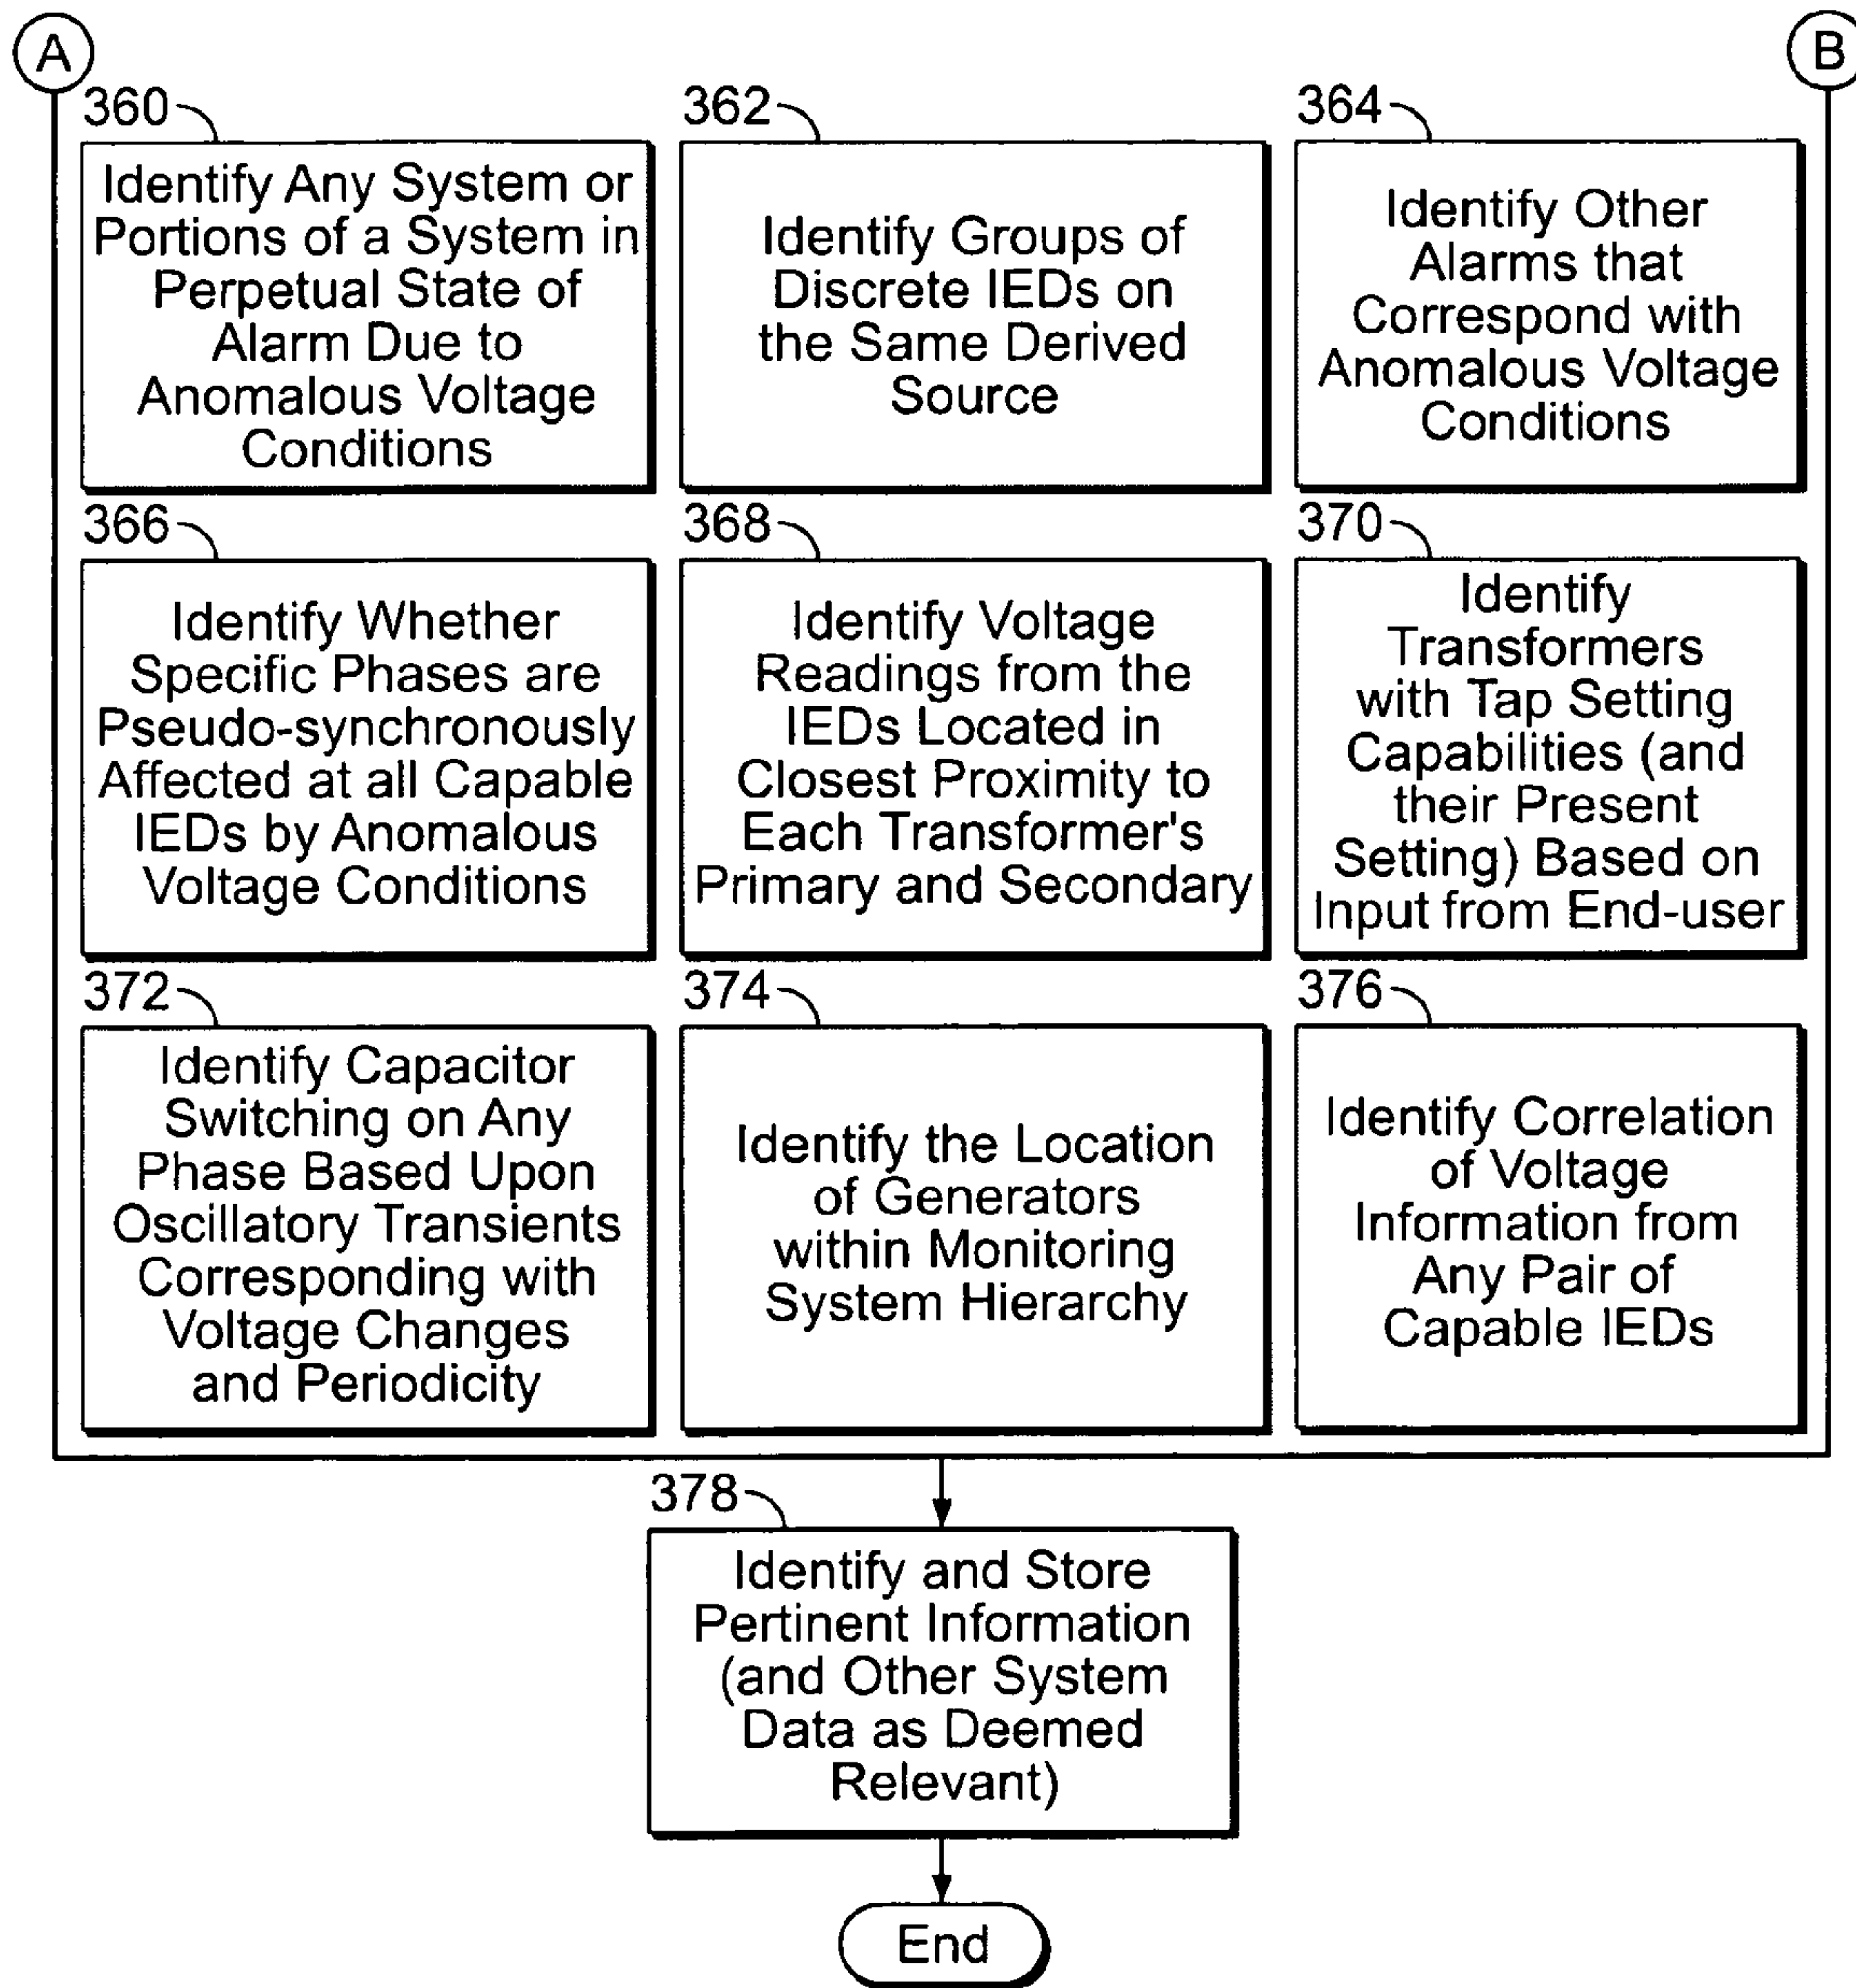 A
B
360
Identify Any System or
Portions of a System in
Perpetual State of
Alarm Due to
Anomalous Voltage
Conditions
362
Identify Groups of
Discrete IEDs on
the Same Derived
Source
364
Identify Other
Alarms that
Correspond with
Anomalous Voltage
Conditions
366
Identify Whether
Specific Phases are
Pseudo-synchronously
Affected at all Capable
IEDs by Anomalous
Voltage Conditions
368
Identify Voltage
Readings from the
IEDs Located in
Closest Proximity to
Each Transformer's
Primary and Secondary
370
Identify
Transformers
with Tap Setting
Capabilities (and
their Present
Setting) Based on
Input from End-user
372
Identify Capacitor
Switching on Any
Phase Based Upon
Oscillatory Transients
Corresponding with
Voltage Changes
and Periodicity
374
Identify the Location
of Generators
within Monitoring
System Hierarchy
376
Identify Correlation
of Voltage
Information from
Any Pair of
Capable IEDs
378
Identify and Store
Pertinent Information
(and Other System
Data as Deemed
Relevant)
End